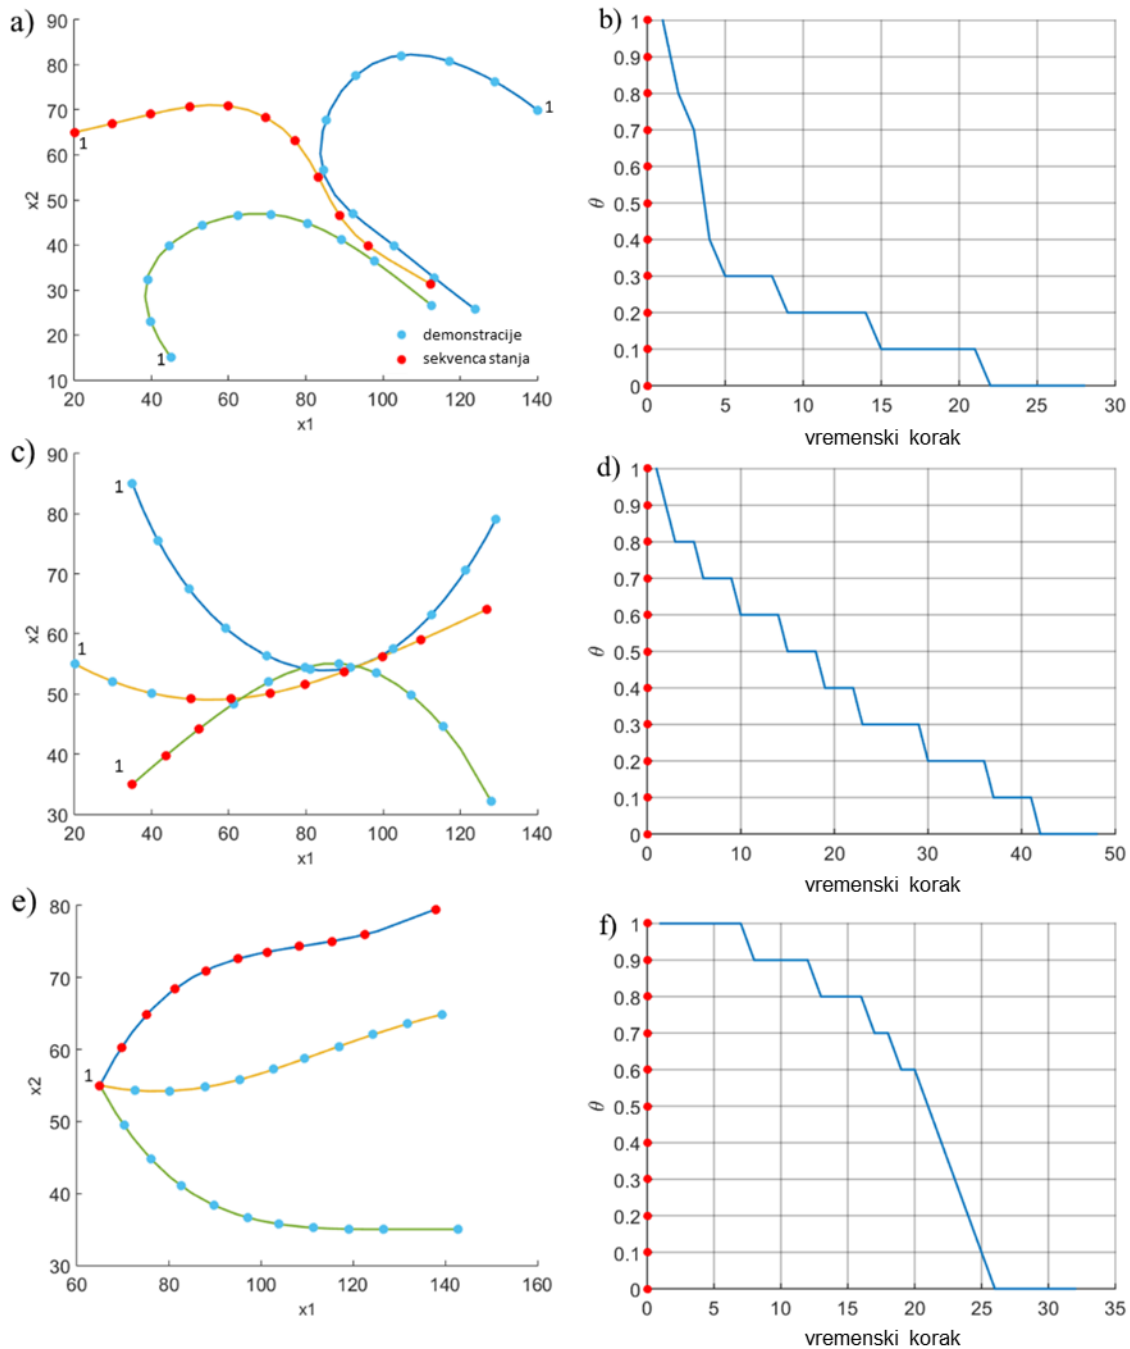 a)
90
80
70
60
50
40
30
20
10
x2
1
1
1
demonstracije
sekvenca stanja
20 40 60 80 100 120 140
x1
b)
1
0.9
0.8
0.7
0.6
0.5
0.4
0.3
0.2
0.1
0
θ
0 5 10 15 20 25 30
vremenski korak
c)
90
80
70
60
50
40
30
x2
1
1
1
20 40 60 80 100 120 140
x1
d)
1
0.9
0.8
0.7
0.6
0.5
0.4
0.3
0.2
0.1
0
θ
0 10 20 30 40 50
vremenski korak
e)
80
70
60
50
40
30
x2
1
60 80 100 120 140 160
x1
f)
1
0.9
0.8
0.7
0.6
0.5
0.4
0.3
0.2
0.1
0
θ
0 5 10 15 20 25 30 35
vremenski korak